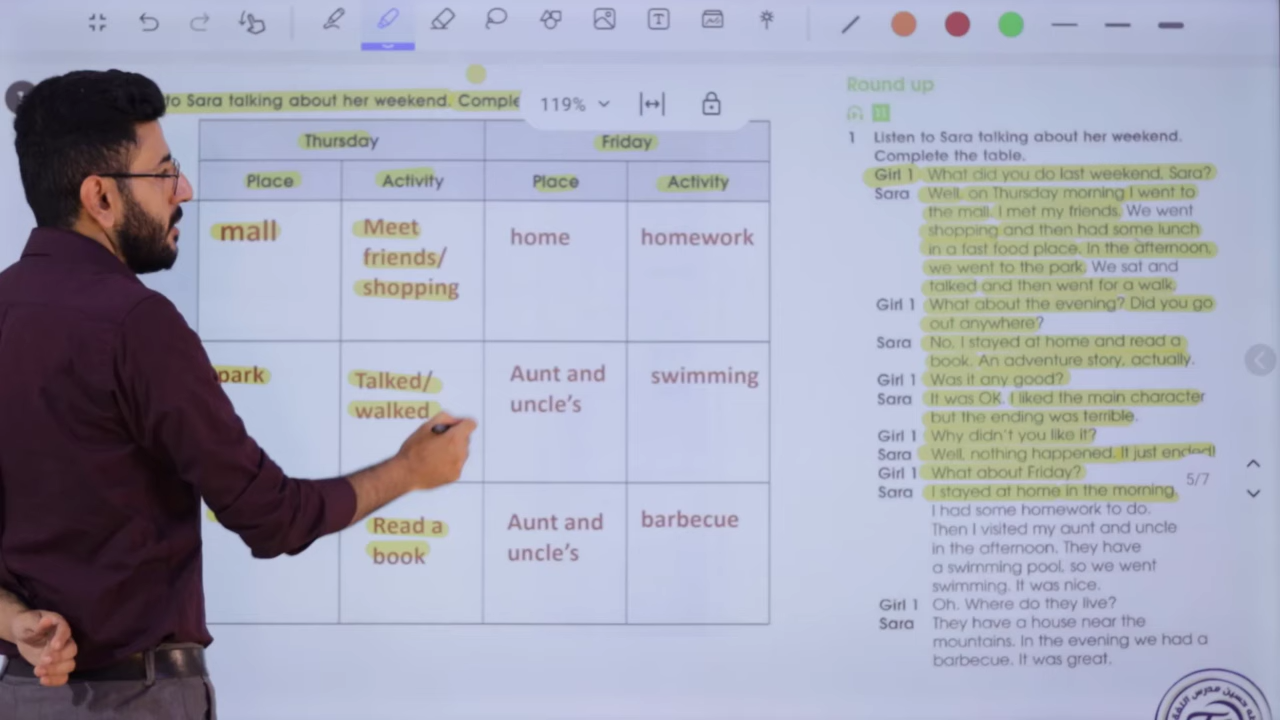 119%
to Sara talking about her weekend. Comple
Thursday
Friday
Place
Activity
Place
Activity
mall
Meet
friends/
shopping
home
homework
park
Talked/
walked
Aunt and
uncle's
swimming
Read a
book
Aunt and
uncle's
barbecue
Round up
11
1 Listen to Sara talking about her weekend.
Complete the table.
Girl 1 What did you do last weekend, Sara?
Sara Well, on Thursday morning I went to
the mall. I met my friends. We went
shopping and then had some lunch
in a fast food place. In the afternoon,
we went to the park. We sat and
talked and then went for a walk.
Girl 1 What about the evening? Did you go
out anywhere?
Sara No. I stayed at home and read a
book. An adventure story, actually.
Girl 1 Was it any good?
Sara It was OK. I liked the main character
but the ending was terrible.
Girl 1 Why didn't you like it?
Sara Well, nothing happened. It just ended!
Girl 1 What about Friday?
Sara I stayed at home in the morning.
I had some homework to do.
Then I visited my aunt and uncle
in the afternoon. They have
a swimming pool, so we went
swimming. It was nice.
Girl 1 Oh. Where do they live?
Sara They have a house near the
mountains. In the evening we had a
barbecue. It was great.
5/7